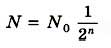 N = N₀ 1/2ⁿ